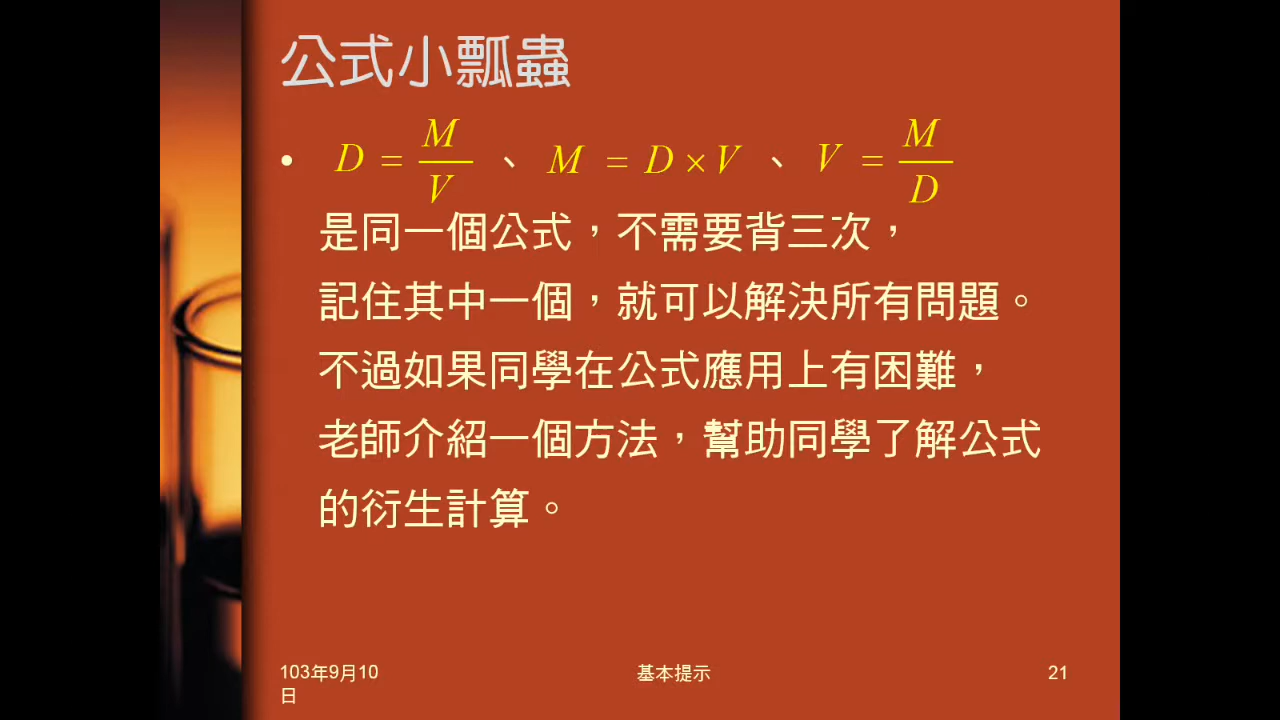 公式小瓢蟲
• D = M/V 、 M = D × V 、 V = M/D
是同一個公式，不需要背三次，
記住其中一個，就可以解決所有問題。
不過如果同學在公式應用上有困難，
老師介紹一個方法，幫助同學了解公式
的衍生計算。
103年9月10
日
基本提示
21